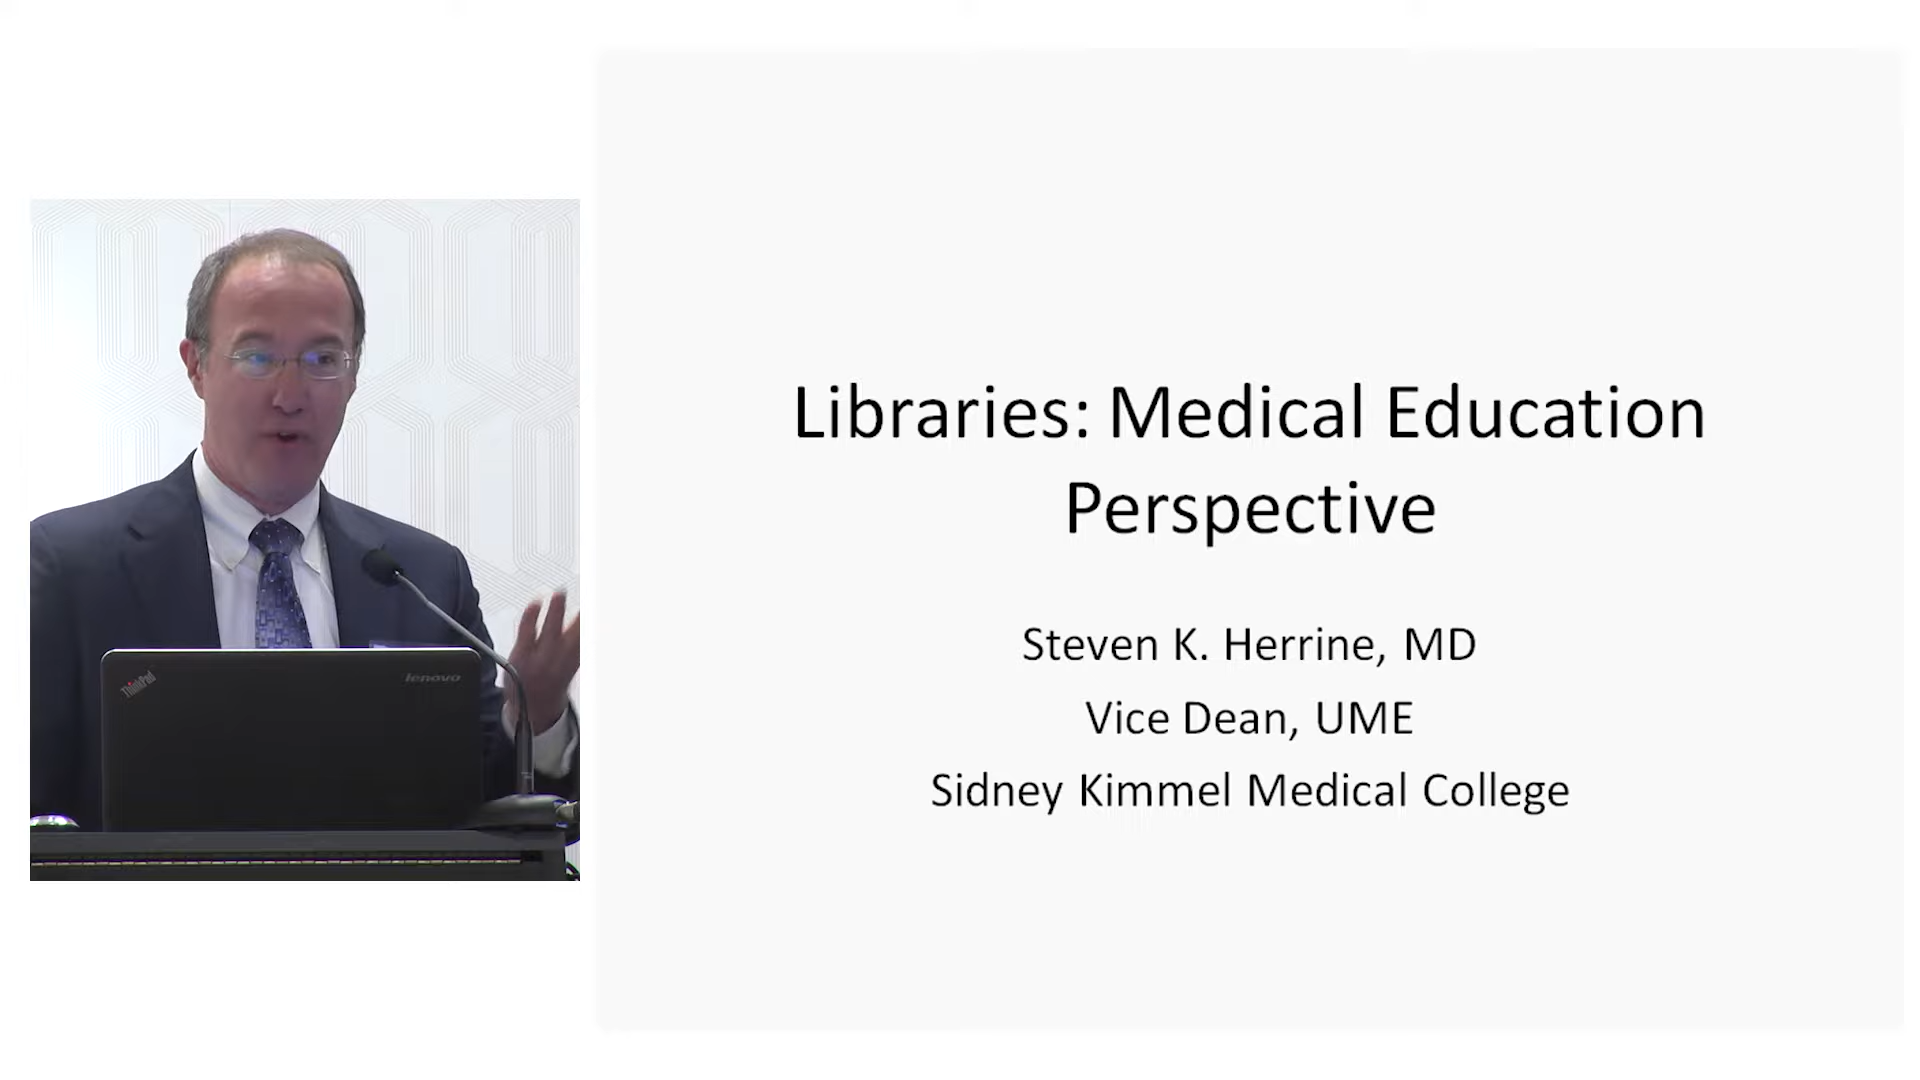 ThinkPad
lenovo
Libraries: Medical Education
Perspective
Steven K. Herrine, MD
Vice Dean, UME
Sidney Kimmel Medical College